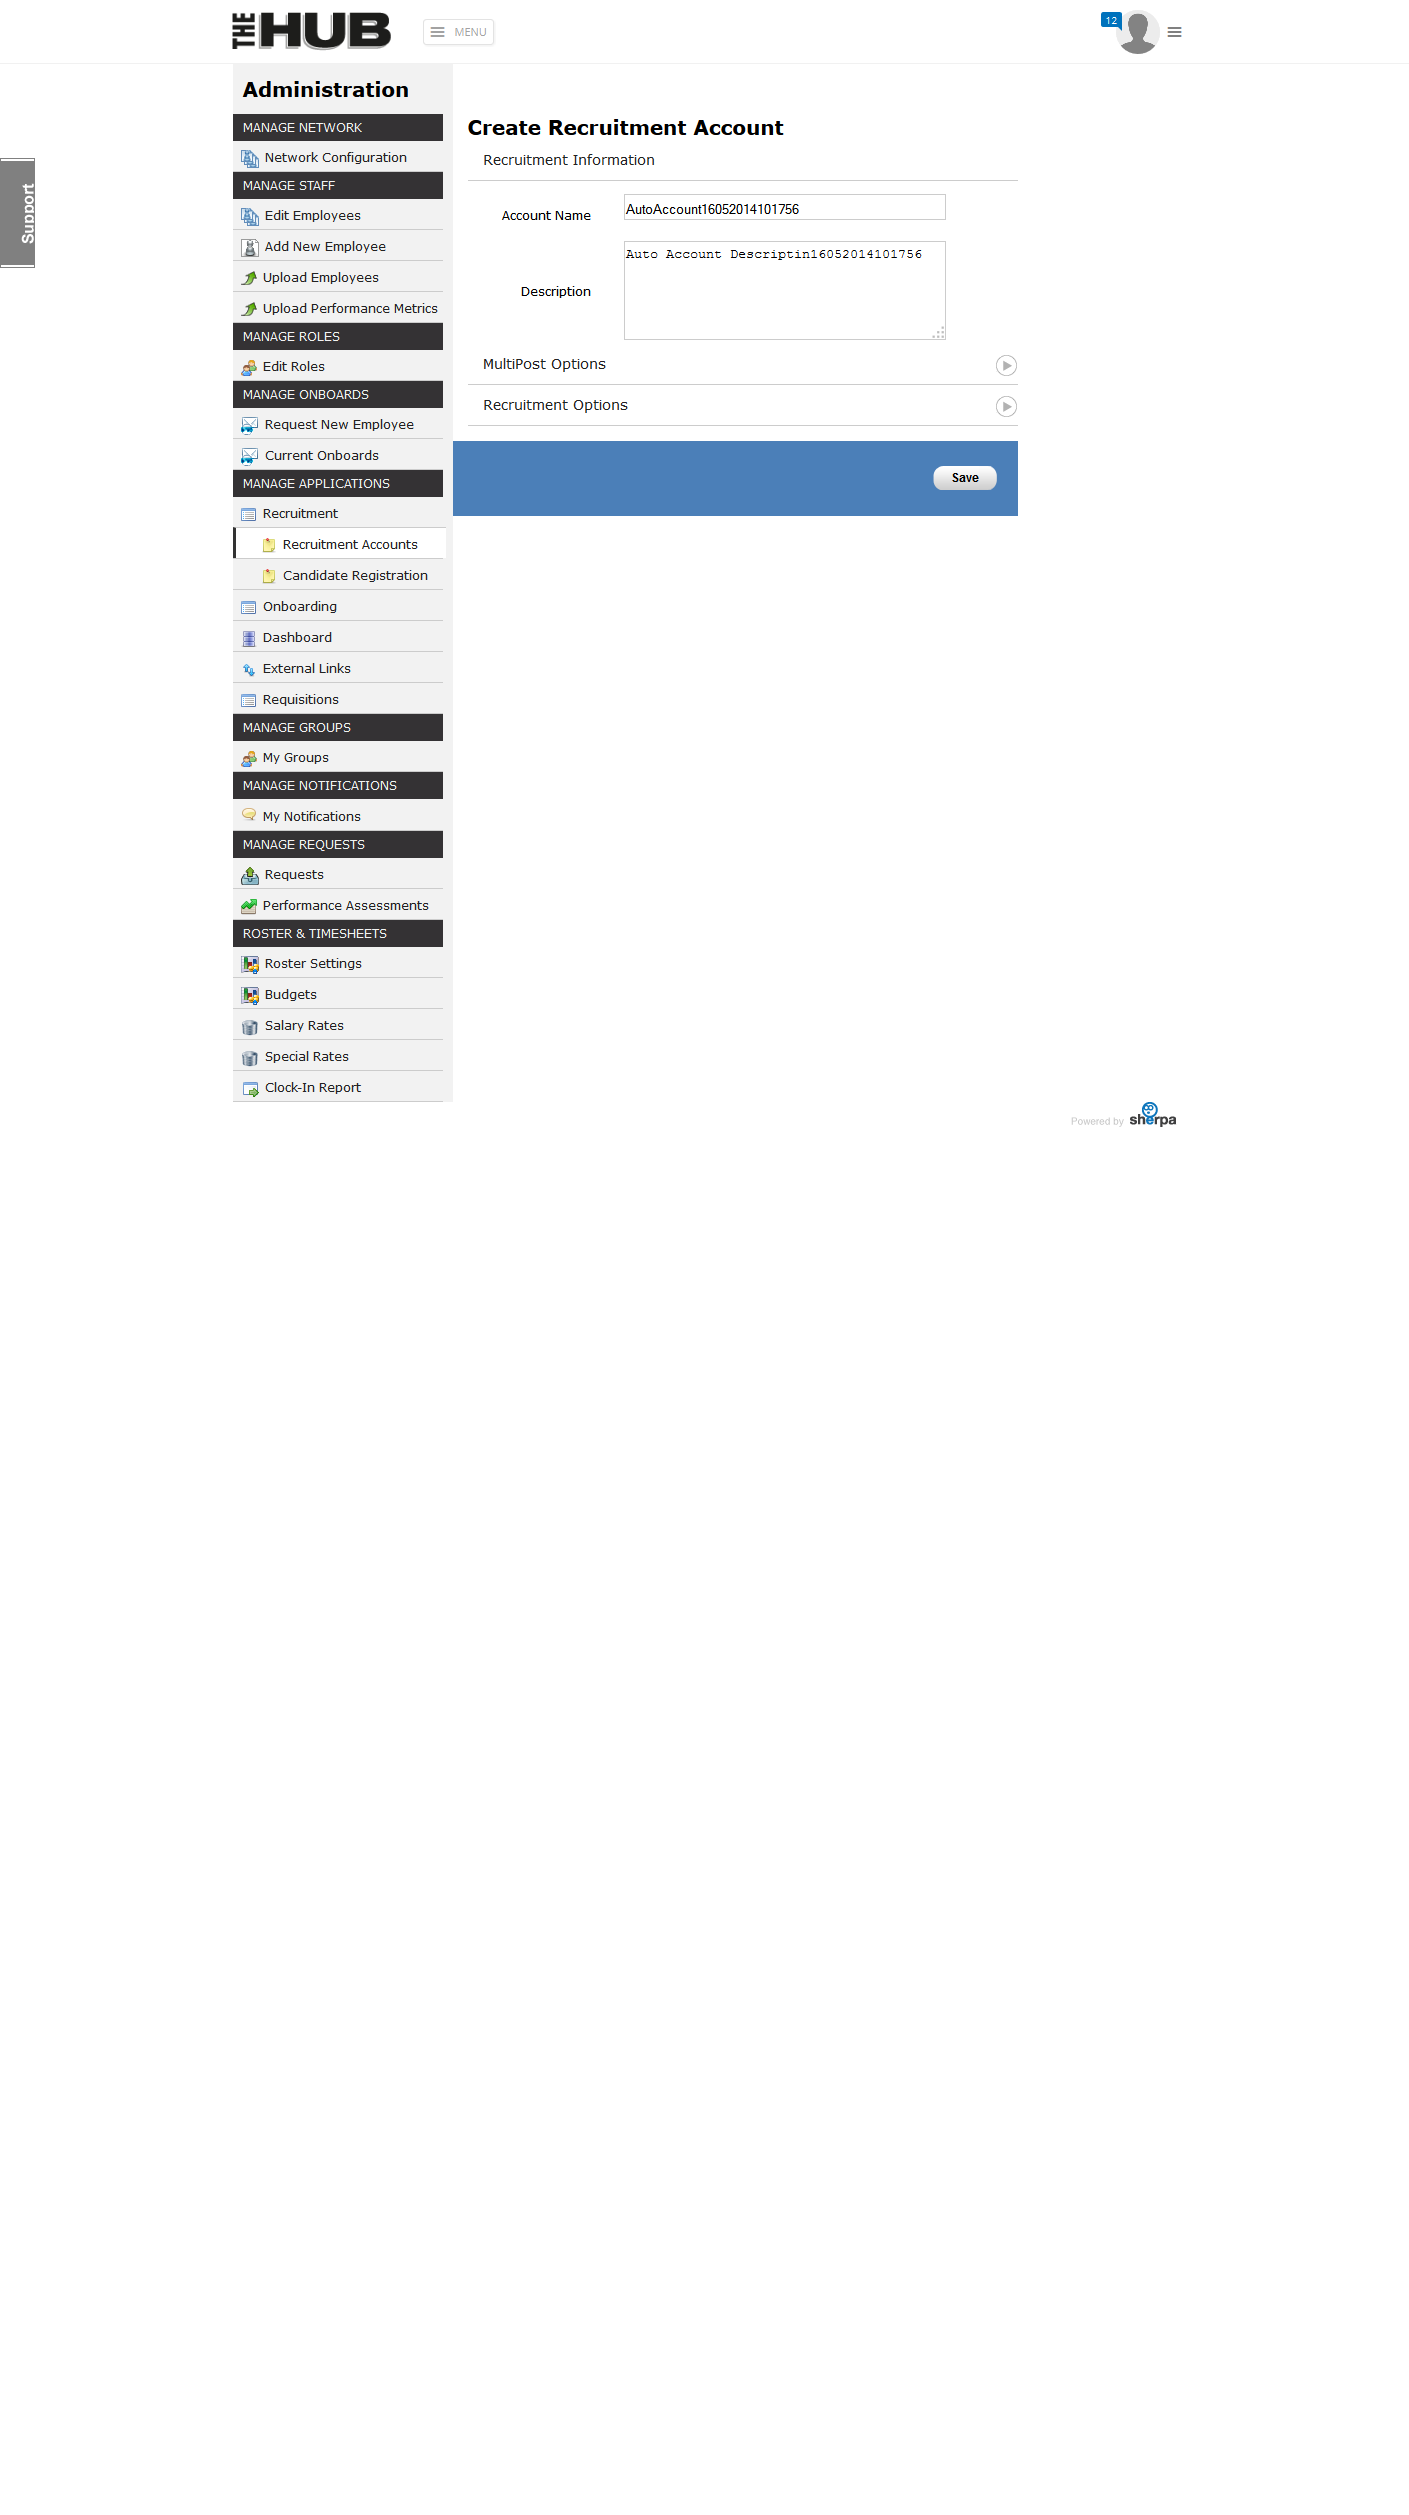 THE HUB
MENU
12
Support
Administration
MANAGE NETWORK
Network Configuration
MANAGE STAFF
Edit Employees
Add New Employee
Upload Employees
Upload Performance Metrics
MANAGE ROLES
Edit Roles
MANAGE ONBOARDS
Request New Employee
Current Onboards
MANAGE APPLICATIONS
Recruitment
Recruitment Accounts
Candidate Registration
Onboarding
Dashboard
External Links
Requisitions
MANAGE GROUPS
My Groups
MANAGE NOTIFICATIONS
My Notifications
MANAGE REQUESTS
Requests
Performance Assessments
ROSTER & TIMESHEETS
Roster Settings
Budgets
Salary Rates
Special Rates
Clock-In Report
Create Recruitment Account
Recruitment Information
Account Name
AutoAccount16052014101756
Description
Auto Account Descriptin16052014101756
MultiPost Options
Recruitment Options
Save
Powered by sherpa